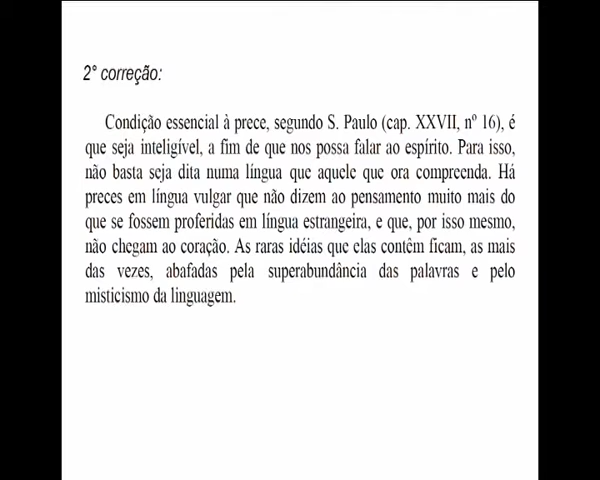 2° correção:
Condição essencial à prece, segundo S. Paulo (cap. XXVII, nº 16), é
que seja inteligível, a fim de que nos possa falar ao espírito. Para isso,
não basta seja dita numa língua que aquele que ora compreenda. Há
preces em língua vulgar que não dizem ao pensamento muito mais do
que se fossem proferidas em língua estrangeira, e que, por isso mesmo,
não chegam ao coração. As raras idéias que elas contêm ficam, as mais
das vezes, abafadas pela superabundância das palavras e pelo
misticismo da linguagem.